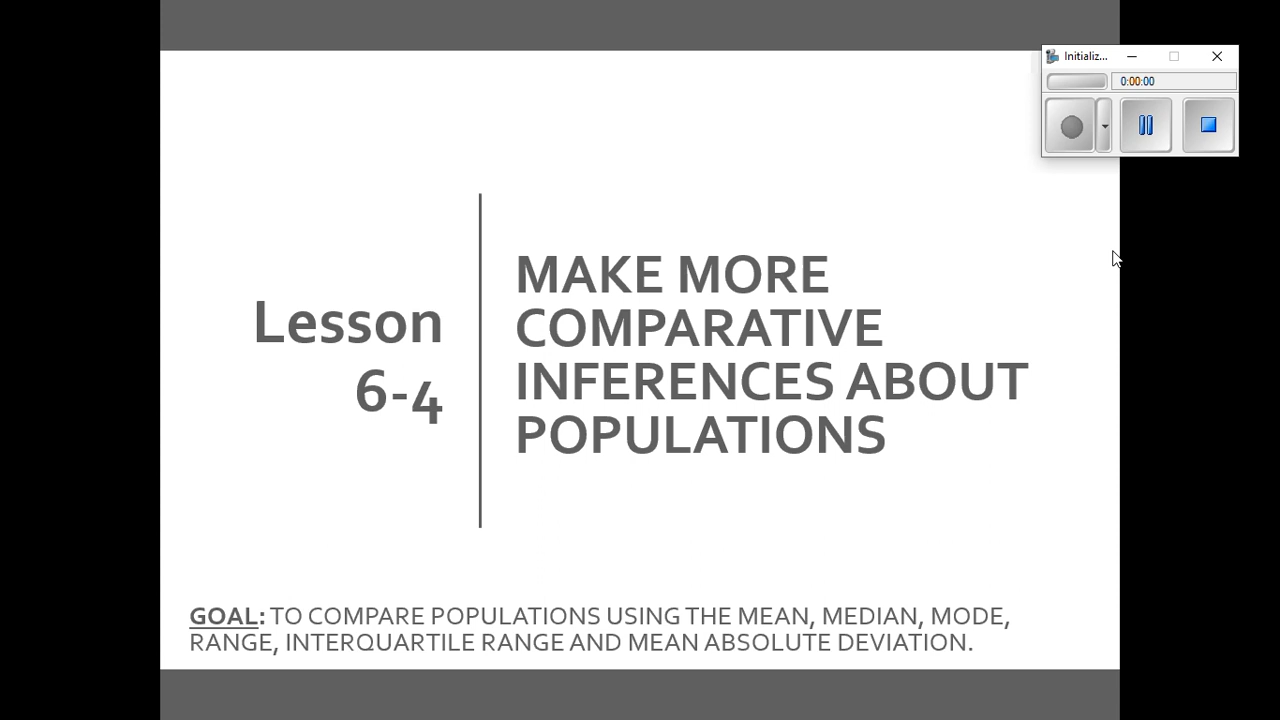 Initializ...
0:00:00
Lesson
6-4
MAKE MORE
COMPARATIVE
INFERENCES ABOUT
POPULATIONS
GOAL: TO COMPARE POPULATIONS USING THE MEAN, MEDIAN, MODE,
RANGE, INTERQUARTILE RANGE AND MEAN ABSOLUTE DEVIATION.